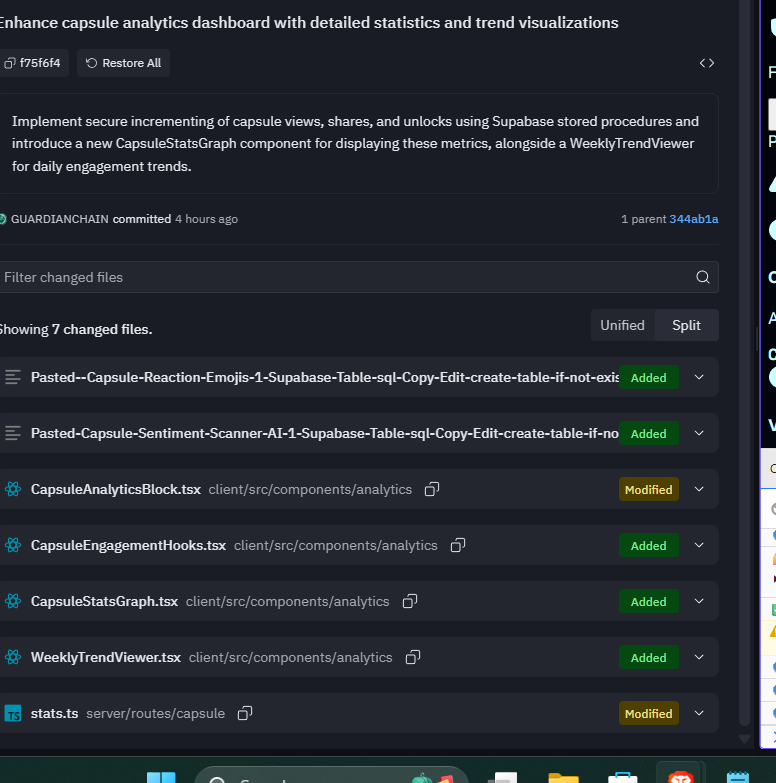 Enhance capsule analytics dashboard with detailed statistics and trend visualizations
f75f6f4
Restore All
Implement secure incrementing of capsule views, shares, and unlocks using Supabase stored procedures and
introduce a new CapsuleStatsGraph component for displaying these metrics, alongside a WeeklyTrendViewer
for daily engagement trends.
GUARDIANCHAIN committed 4 hours ago
1 parent 344ab1a
Filter changed files
Showing 7 changed files.
Unified
Split
Pasted--Capsule-Reaction-Emojis-1-Supabase-Table-sql-Copy-Edit-create-table-if-not-exis
Added
Pasted-Capsule-Sentiment-Scanner-AI-1-Supabase-Table-sql-Copy-Edit-create-table-if-no
Added
CapsuleAnalyticsBlock.tsx client/src/components/analytics
Modified
CapsuleEngagementHooks.tsx client/src/components/analytics
Added
CapsuleStatsGraph.tsx client/src/components/analytics
Added
WeeklyTrendViewer.tsx client/src/components/analytics
Added
TS
stats.ts server/routes/capsule
Modified